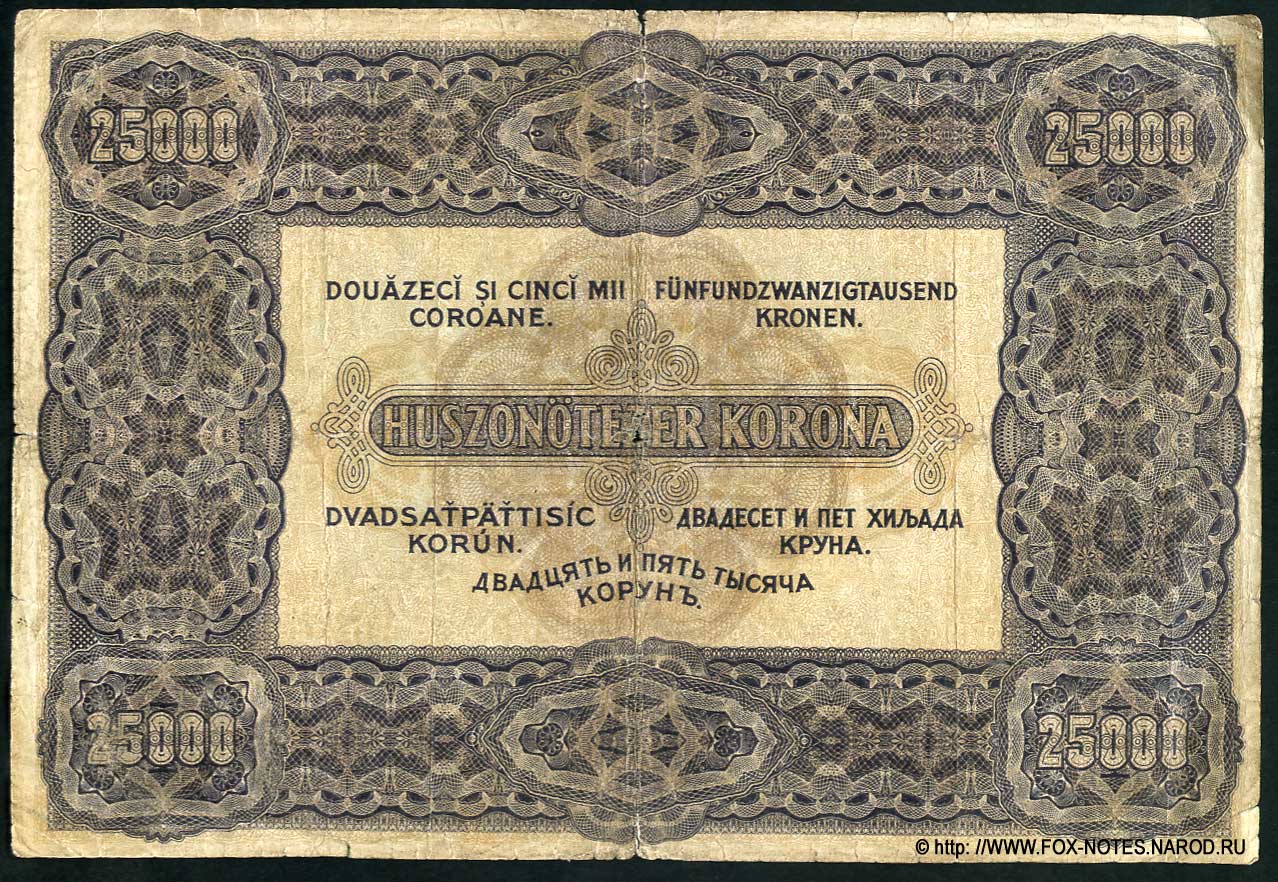 25000
25000
DOUĂZECĬ ȘI CINCĬ MII
COROANE.
FÜNFUNDZWANZIGTAUSEND
KRONEN.
HUSZONÖTEZER KORONA
DVADSAŤPÄŤTISÍC
KORÚN.
ДВАДЕСЕТ И ПЕТ ХИЉАДА
КРУНА.
ДВАДЦЯТЬ И ПЯТЬ ТЫСЯЧА
КОРУНЪ.
25000
25000
© http: //WWW.FOX-NOTES.NAROD.RU